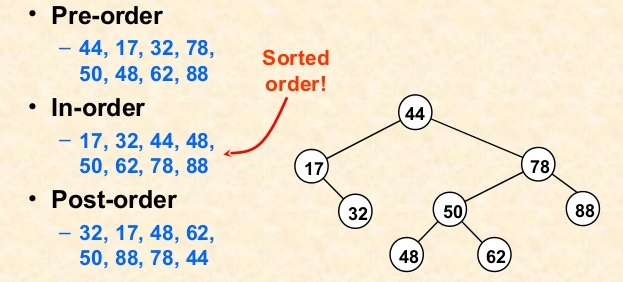 • Pre-order
– 44, 17, 32, 78,
50, 48, 62, 88
• In-order
– 17, 32, 44, 48,
50, 62, 78, 88
• Post-order
– 32, 17, 48, 62,
50, 88, 78, 44
Sorted
order!
44
17
78
32
50
88
48
62